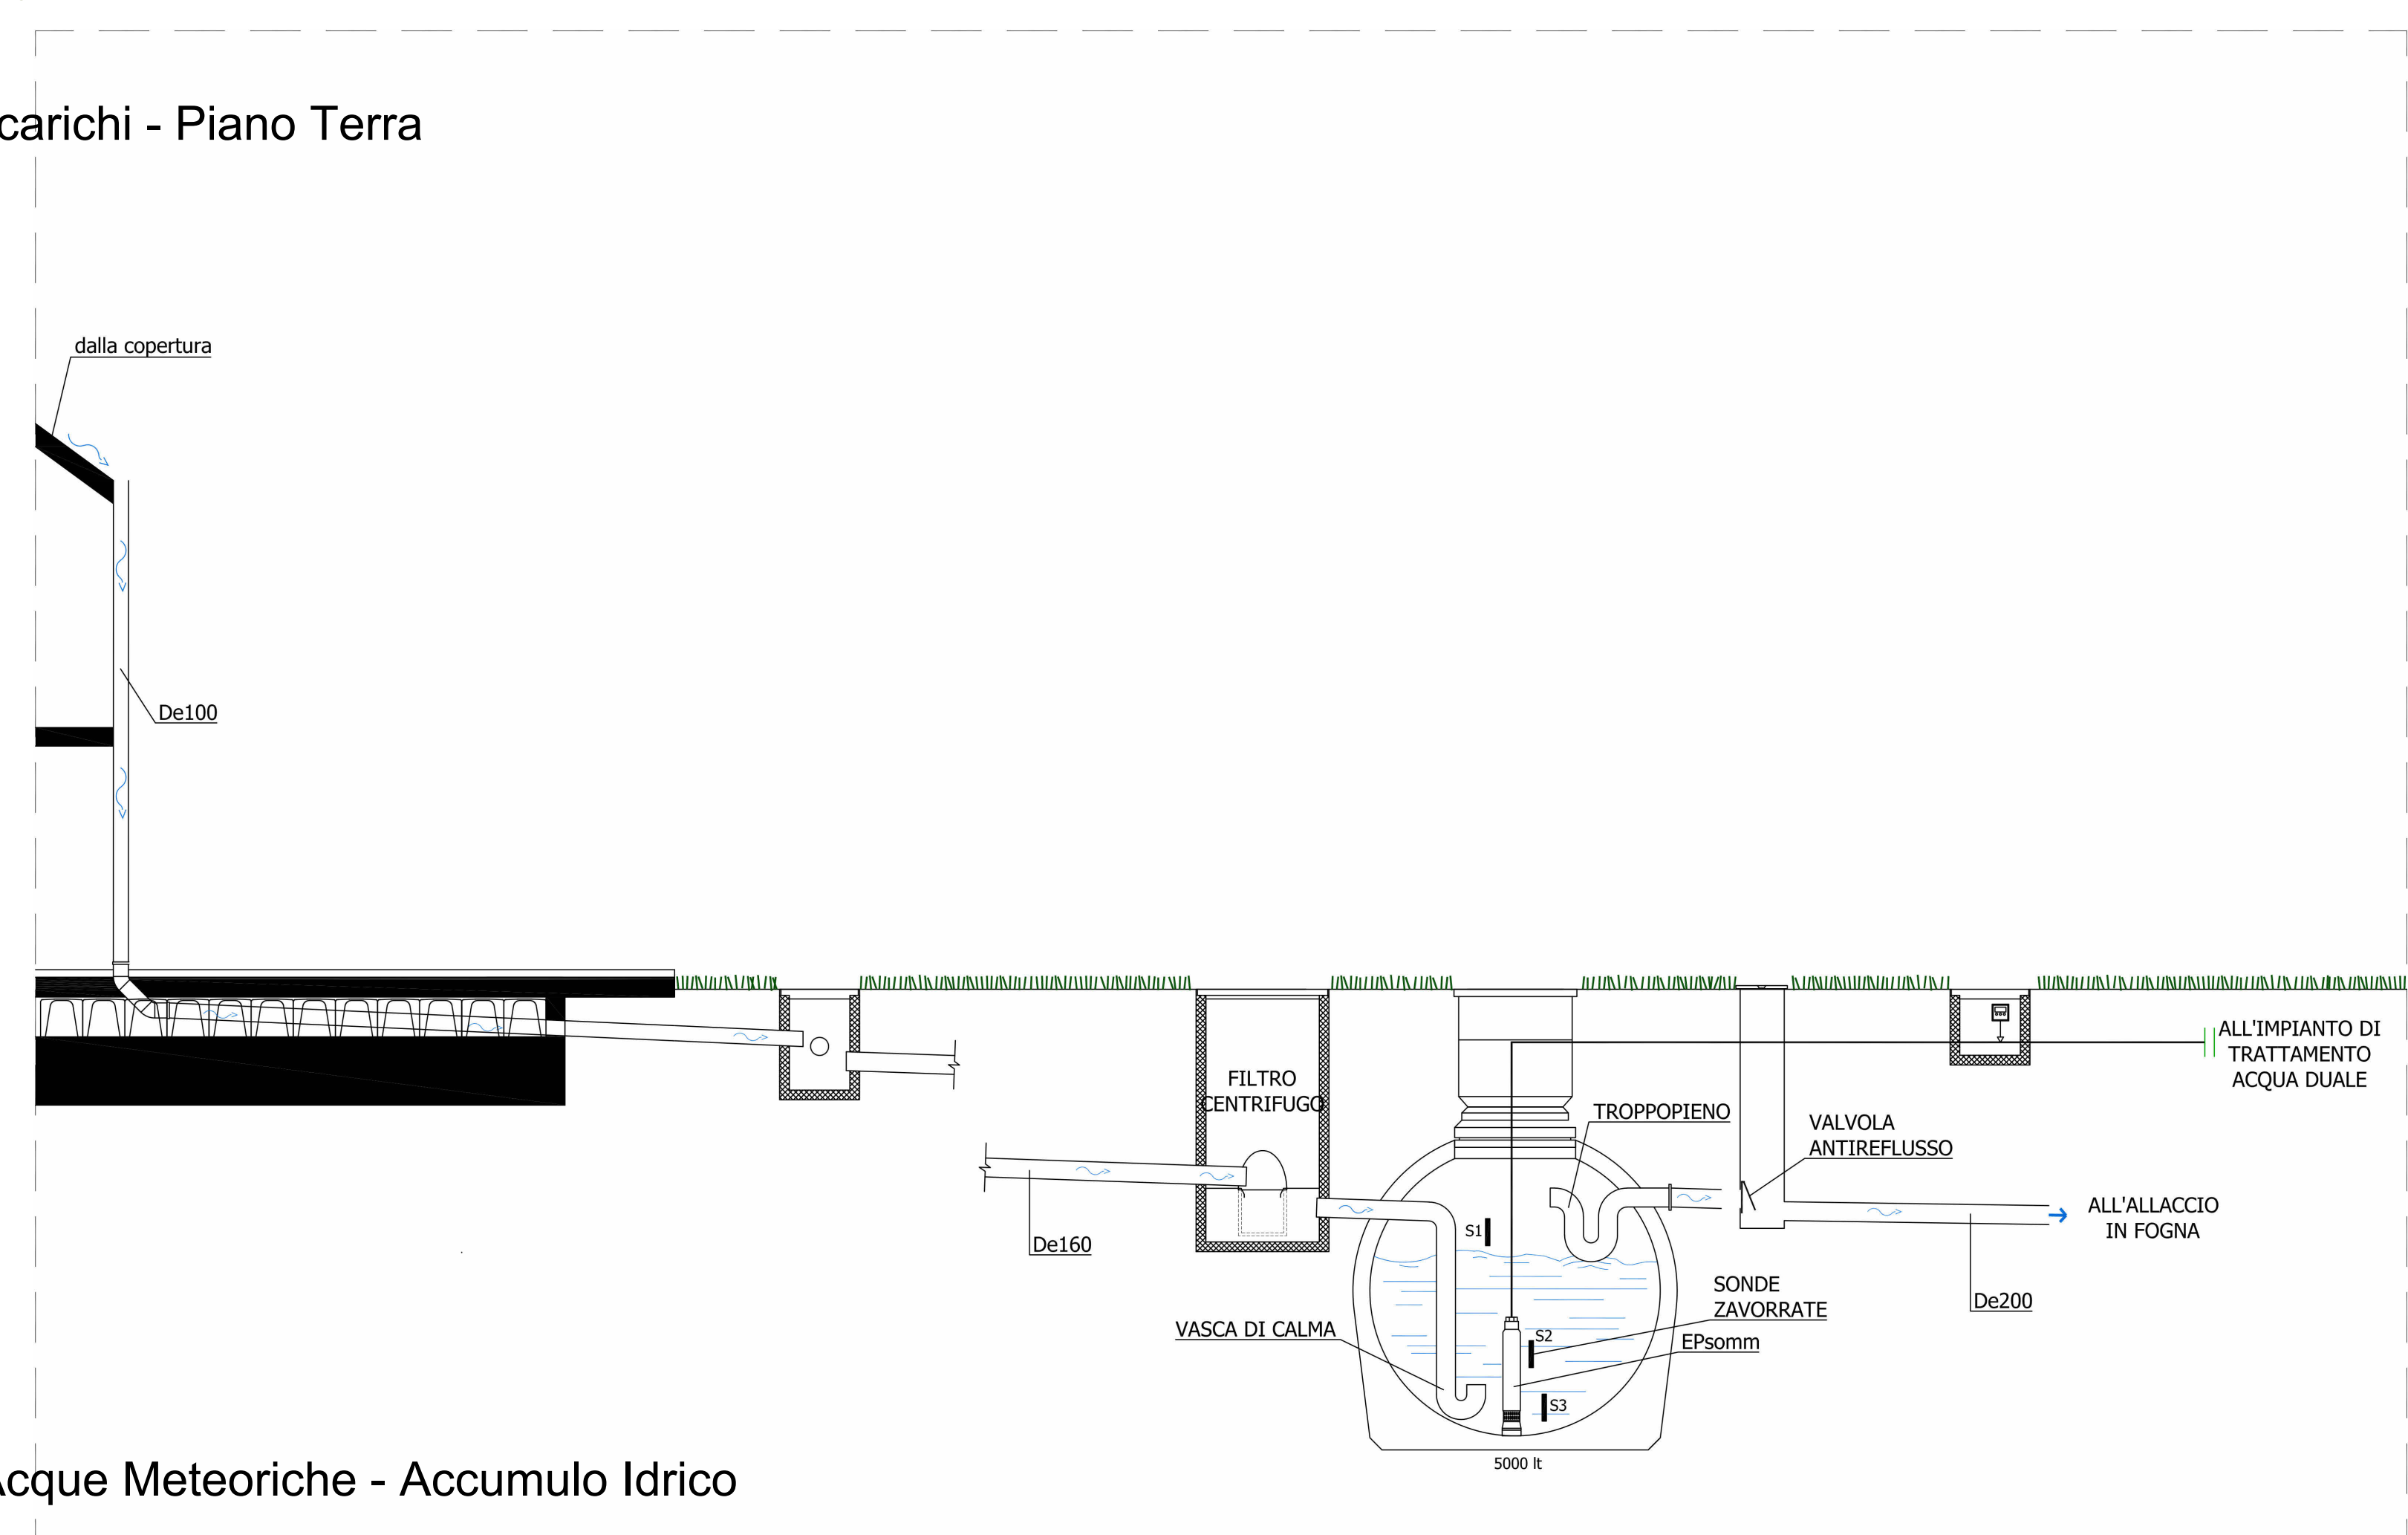 carichi - Piano Terra
dalla copertura
De100
FILTRO
CENTRIFUGO
De160
TROPPOPIENO
VALVOLA
ANTIREFLUSSO
ALL'IMPIANTO DI
TRATTAMENTO
ACQUA DUALE
ALL'ALLACCIO
IN FOGNA
De200
S1
SONDE
ZAVORRATE
VASCA DI CALMA
S2
EPsomm
S3
5000 lt
Acque Meteoriche - Accumulo Idrico